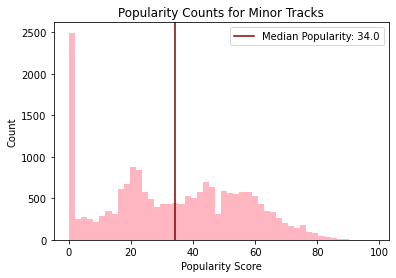 Popularity Counts for Minor Tracks
Median Popularity: 34.0
2500
2000
1500
1000
500
0
Count
0 20 40 60 80 100
Popularity Score